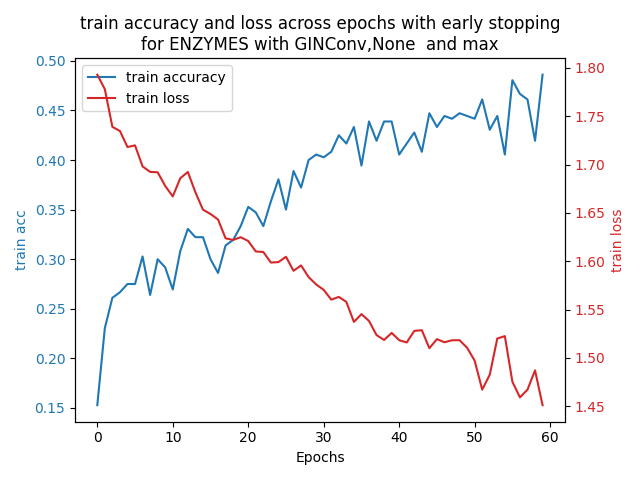 train accuracy and loss across epochs with early stopping
for ENZYMES with GINConv,None  and max
train accuracy
train loss
0.50
0.45
0.40
0.35
0.30
0.25
0.20
0.15
train acc
1.80
1.75
1.70
1.65
1.60
1.55
1.50
1.45
train loss
0 10 20 30 40 50 60
Epochs